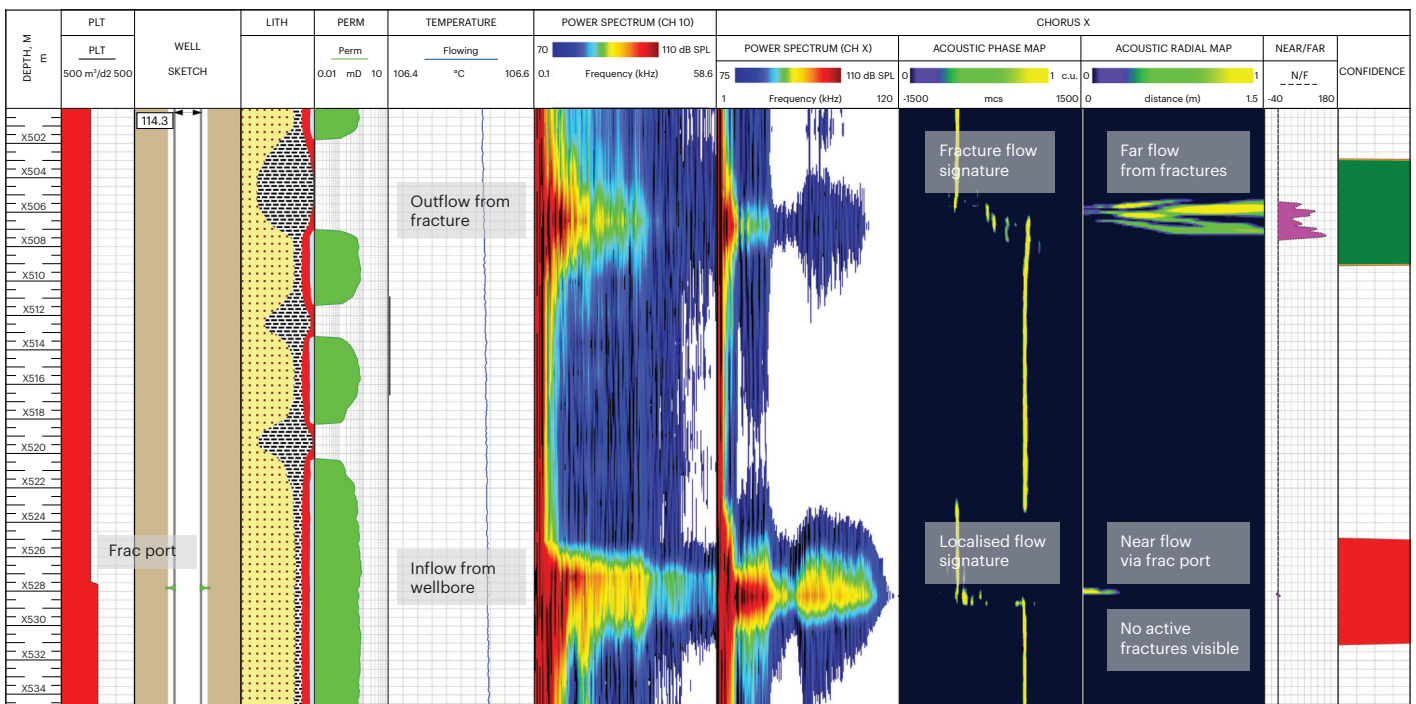 PLT
LITH
PERM
TEMPERATURE
POWER SPECTRUM (CH 10)
CHORUS X
DEPTH, M
m
PLT
500 m³/d2 500
WELL
SKETCH
Perm
0.01 mD 10
Flowing
106.4 °C 106.6
70 110 dB SPL
0.1 Frequency (kHz) 58.6
POWER SPECTRUM (CH X)
75 110 dB SPL
1 Frequency (kHz) 120
ACOUSTIC PHASE MAP
0 1 c.u.
-1500 mcs 1500
ACOUSTIC RADIAL MAP
0 1
0 distance (m) 1.5
NEAR/FAR
N/F
-40 180
CONFIDENCE
114.3
X502
X504
X506
X508
X510
X512
X514
X516
X518
X520
X522
X524
X526
X528
X530
X532
X534
Frac port
Outflow from
fracture
Inflow from
wellbore
Fracture flow
signature
Localised flow
signature
Far flow
from fractures
Near flow
via frac port
No active
fractures visible